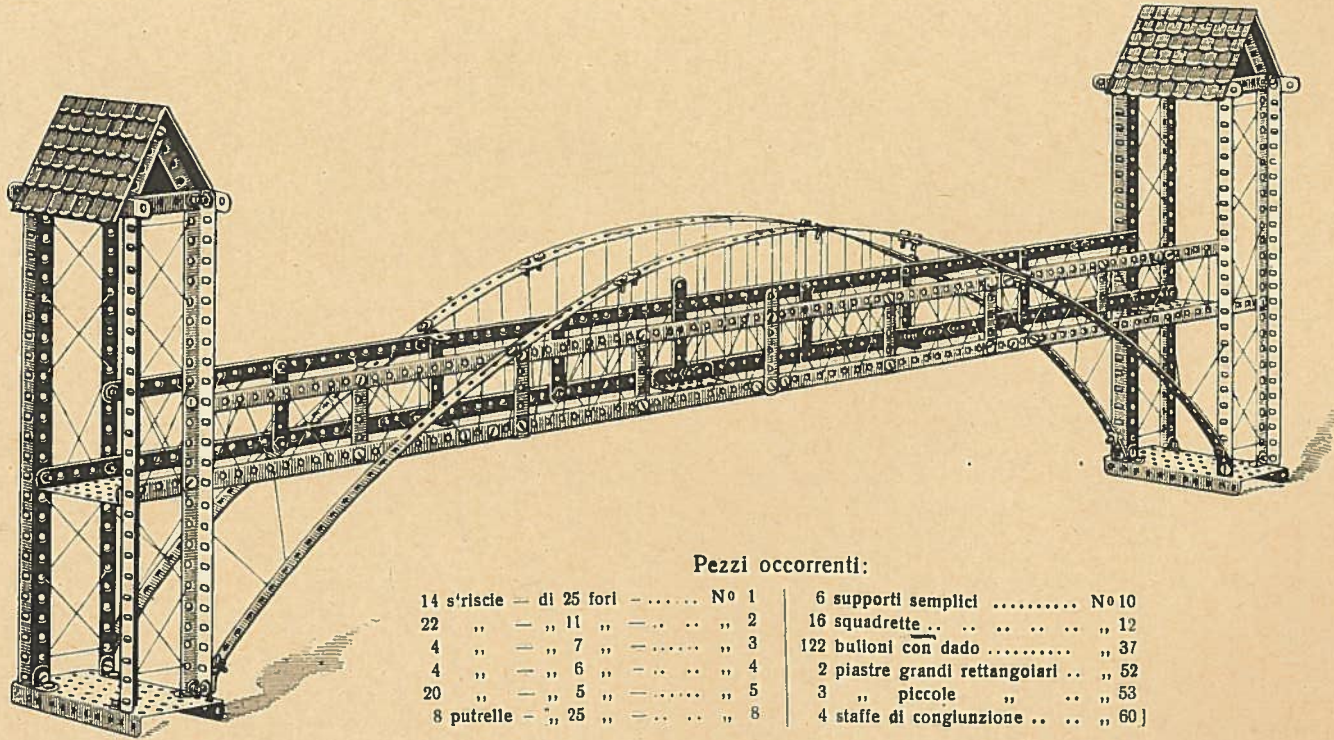 Pezzi occorrenti:
14 s'riscie — di 25 fori — ...... No 1
22 „ — „ 11 „ — .. .. „ 2
4 „ — „ 7 „ — ...... „ 3
4 „ — „ 6 „ — .. .. „ 4
20 „ — „ 5 „ — ...... „ 5
8 putrelle — „ 25 „ — .. .. „ 8
6 supporti semplici .......... No 10
16 squadrette .. .. .. .. .. „ 12
122 bulloni con dado .......... „ 37
2 piastre grandi rettangolari .. „ 52
3 „ piccole „ .. „ 53
4 staffe di congiunzione .. .. „ 60